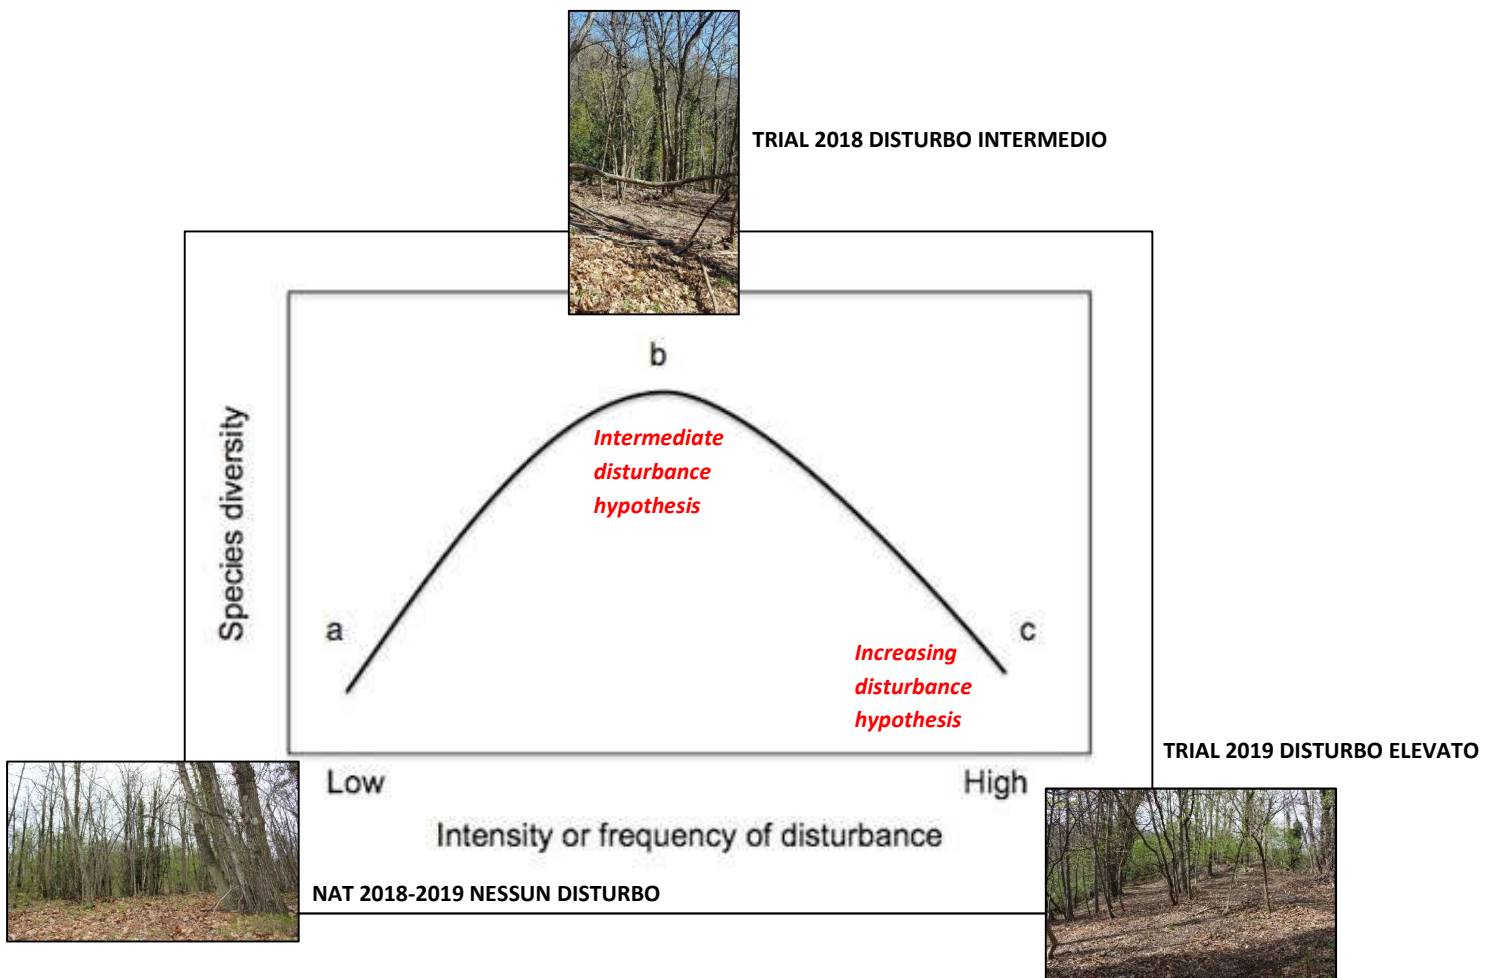 TRIAL 2018 DISTURBO INTERMEDIO
b
Intermediate
disturbance
hypothesis
Species diversity
a
c
Increasing
disturbance
hypothesis
TRIAL 2019 DISTURBO ELEVATO
Low
High
Intensity or frequency of disturbance
NAT 2018-2019 NESSUN DISTURBO